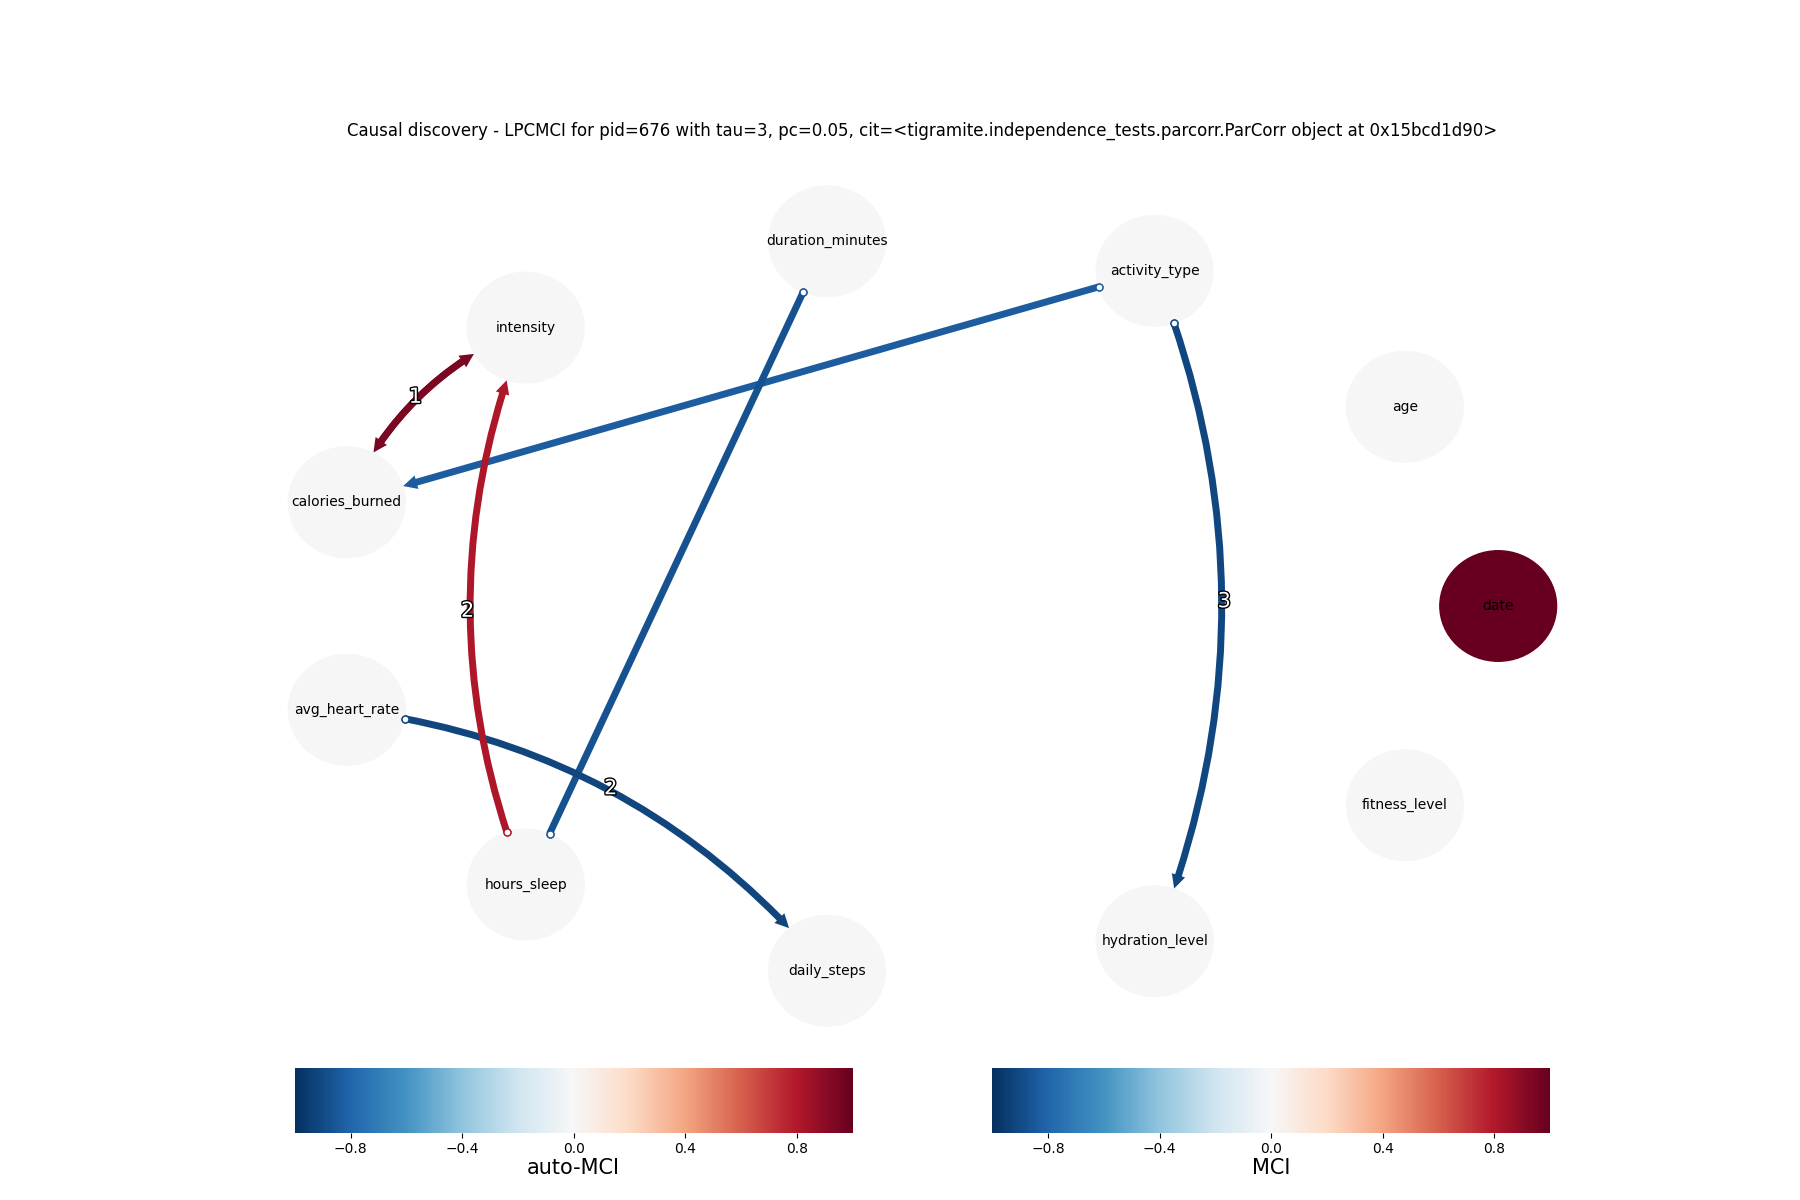 Causal discovery - LPCMCI for pid=676 with tau=3, pc=0.05, cit=<tigramite.independence_tests.parcorr.ParCorr object at 0x15bcd1d90>
duration_minutes
activity_type
intensity
1
age
calories_burned
2
3
date
avg_heart_rate
2
fitness_level
hours_sleep
hydration_level
daily_steps
−0.8 −0.4 0.0 0.4 0.8
auto-MCI
−0.8 −0.4 0.0 0.4 0.8
MCI